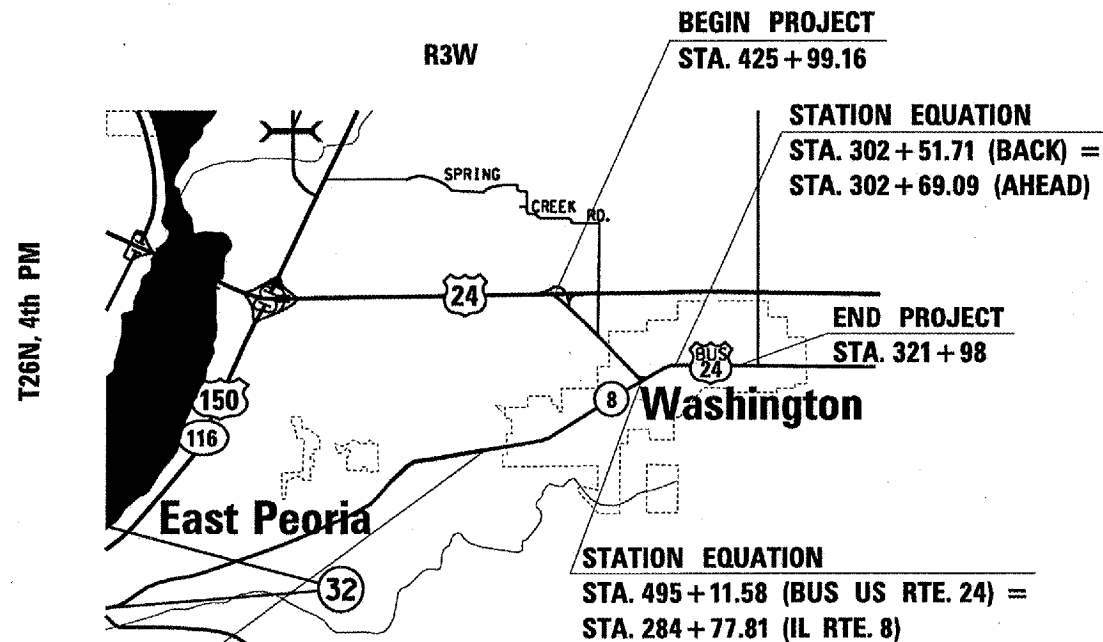 BEGIN PROJECT
STA. 425+99.16
R3W
STATION EQUATION
STA. 302+51.71 (BACK) =
STA. 302+69.09 (AHEAD)
SPRING
CREEK RD.
T26N, 4th PM
24
END PROJECT
STA. 321+98
BUS
24
150
8
Washington
116
East Peoria
32
STATION EQUATION
STA. 495+11.58 (BUS US RTE. 24) =
STA. 284+77.81 (IL RTE. 8)